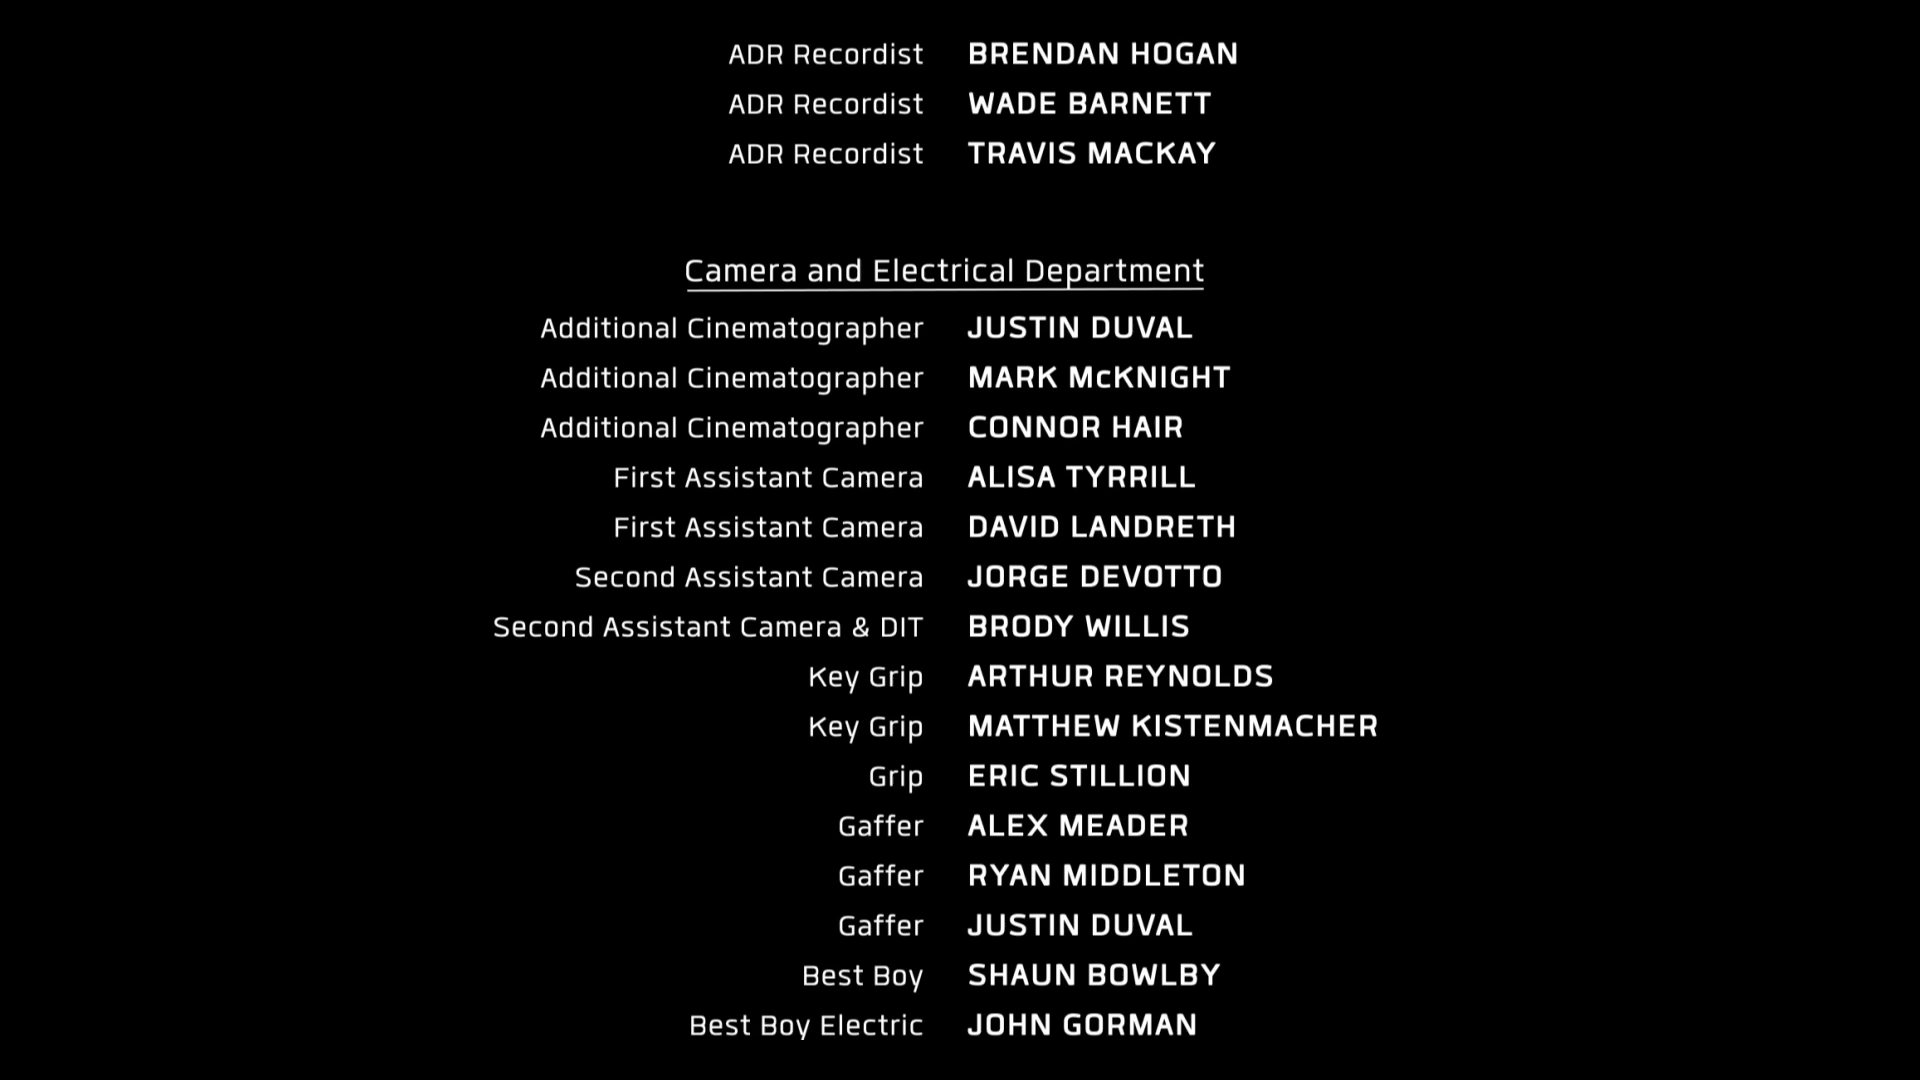 ADR Recordist BRENDAN HOGAN
ADR Recordist WADE BARNETT
ADR Recordist TRAVIS MACKAY
Camera and Electrical Department
Additional Cinematographer JUSTIN DUVAL
Additional Cinematographer MARK McKNIGHT
Additional Cinematographer CONNOR HAIR
First Assistant Camera ALISA TYRRILL
First Assistant Camera DAVID LANDRETH
Second Assistant Camera JORGE DEVOTTO
Second Assistant Camera & DIT BRODY WILLIS
Key Grip ARTHUR REYNOLDS
Key Grip MATTHEW KISTENMACHER
Grip ERIC STILLION
Gaffer ALEX MEADER
Gaffer RYAN MIDDLETON
Gaffer JUSTIN DUVAL
Best Boy SHAUN BOWLBY
Best Boy Electric JOHN GORMAN